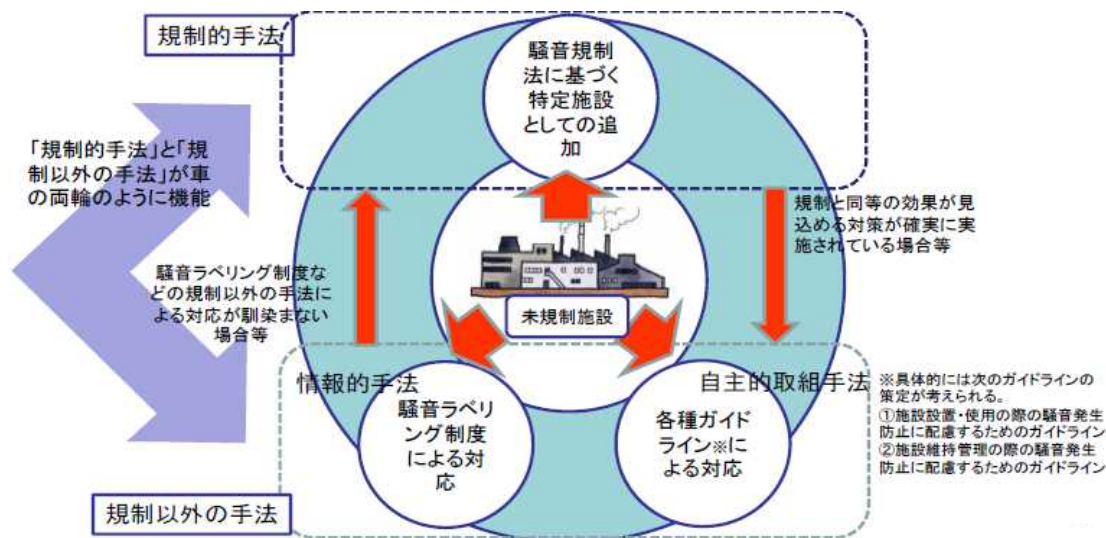 規制的手法
騒音規制
法に基づく
特定施設
としての追
加
「規制的手法」と「規
制以外の手法」が車
の両輪のように機能
規制と同等の効果が見
込める対策が確実に実
施されている場合等
騒音ラベリング制度な
どの規制以外の手法に
よる対応が馴染まない
場合等
未規制施設
情報的手法
騒音ラベリ
ング制度
による対
応
自主的取組手法
各種ガイド
ライン※に
よる対応
※具体的には次のガイドラインの
策定が考えられる。
①施設設置・使用の際の騒音発生
防止に配慮するためのガイドライン
②施設維持管理の際の騒音発生
防止に配慮するためのガイドライン
規制以外の手法